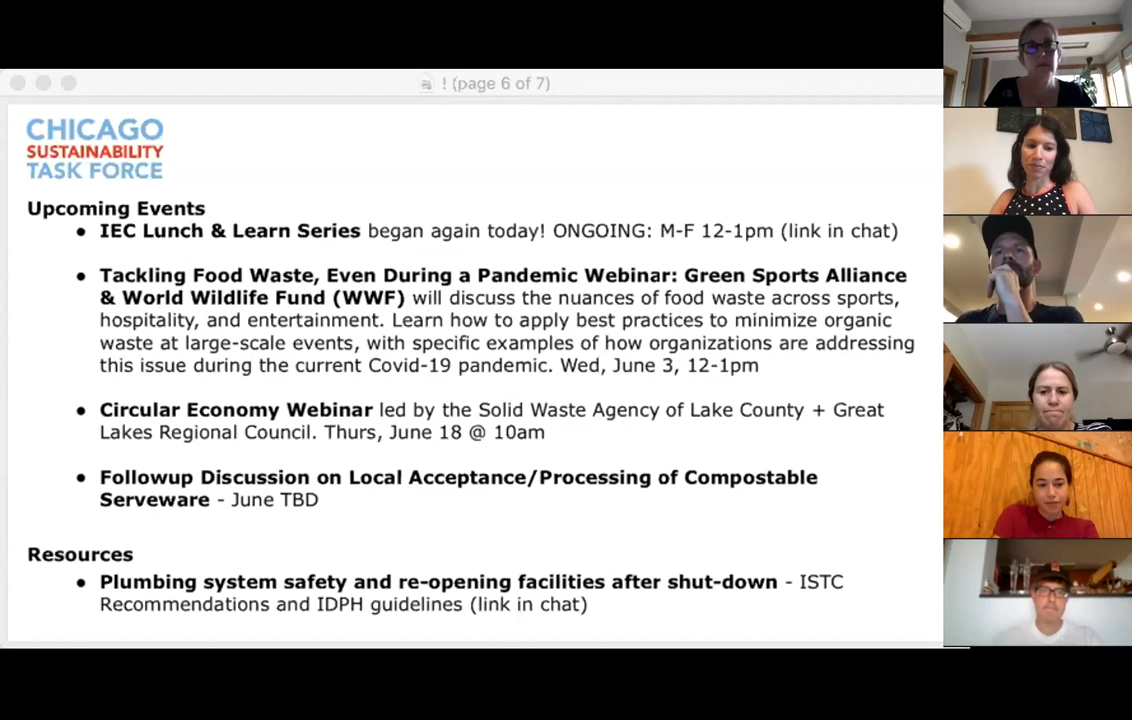 ! (page 6 of 7)
CHICAGO
SUSTAINABILITY
TASK FORCE
Upcoming Events
• IEC Lunch & Learn Series began again today! ONGOING: M-F 12-1pm (link in chat)
• Tackling Food Waste, Even During a Pandemic Webinar: Green Sports Alliance
& World Wildlife Fund (WWF) will discuss the nuances of food waste across sports,
hospitality, and entertainment. Learn how to apply best practices to minimize organic
waste at large-scale events, with specific examples of how organizations are addressing
this issue during the current Covid-19 pandemic. Wed, June 3, 12-1pm
• Circular Economy Webinar led by the Solid Waste Agency of Lake County + Great
Lakes Regional Council. Thurs, June 18 @ 10am
• Followup Discussion on Local Acceptance/Processing of Compostable
Serveware - June TBD
Resources
• Plumbing system safety and re-opening facilities after shut-down - ISTC
Recommendations and IDPH guidelines (link in chat)